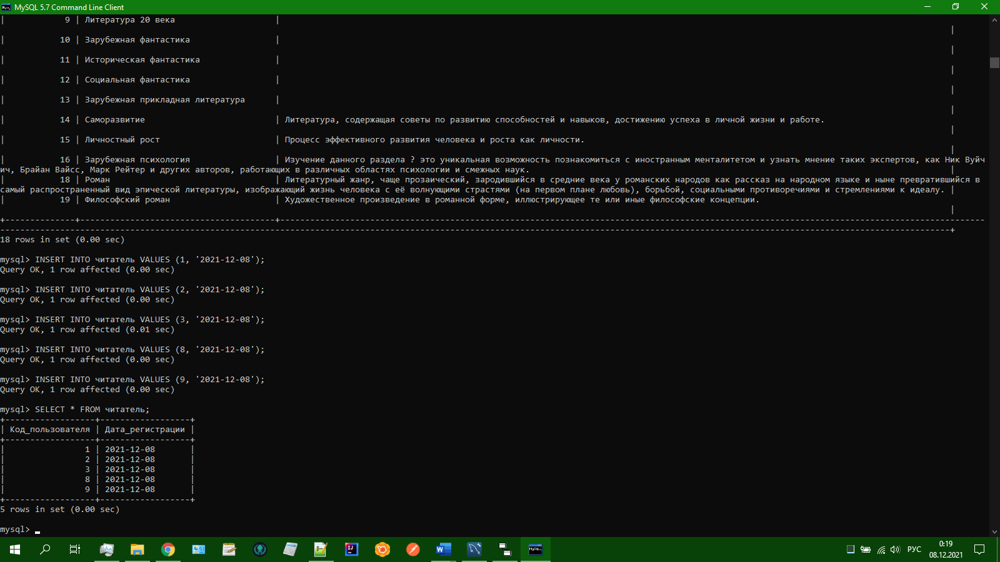 MySQL 5.7 Command Line Client
| 9 | Литература 20 века |
|
| 10 | Зарубежная фантастика |
|
| 11 | Историческая фантастика |
|
| 12 | Социальная фантастика |
|
| 13 | Зарубежная прикладная литература |
|
| 14 | Саморазвитие | Литература, содержащая советы по развитию способностей и навыков, достижению успеха в личной жизни и работе.
|
| 15 | Личностный рост | Процесс эффективного развития человека и роста как личности.
|
| 16 | Зарубежная психология | Изучение данного раздела ? это уникальная возможность познакомиться с иностранным менталитетом и узнать мнение таких экспертов, как Ник Вуйч
ич, Брайан Вайсс, Марк Рейтер и других авторов, работающих в различных областях психологии и смежных наук. |
| 18 | Роман | Литературный жанр, чаще прозаический, зародившийся в средние века у романских народов как рассказ на народном языке и ныне превратившийся в
самый распространенный вид эпической литературы, изображающий жизнь человека с её волнующими страстями (на первом плане любовь), борьбой, социальными противоречиями и стремлениями к идеалу. |
| 19 | Философский роман | Художественное произведение в романной форме, иллюстрирующее те или иные философские концепции.
|
18 rows in set (0.00 sec)
mysql> INSERT INTO читатель VALUES (1, '2021-12-08');
Query OK, 1 row affected (0.00 sec)
mysql> INSERT INTO читатель VALUES (2, '2021-12-08');
Query OK, 1 row affected (0.00 sec)
mysql> INSERT INTO читатель VALUES (3, '2021-12-08');
Query OK, 1 row affected (0.01 sec)
mysql> INSERT INTO читатель VALUES (8, '2021-12-08');
Query OK, 1 row affected (0.00 sec)
mysql> INSERT INTO читатель VALUES (9, '2021-12-08');
Query OK, 1 row affected (0.00 sec)
mysql> SELECT * FROM читатель;
+------------------+------------------+
| Код_пользователя | Дата_регистрации |
+------------------+------------------+
| 1 | 2021-12-08 |
| 2 | 2021-12-08 |
| 3 | 2021-12-08 |
| 8 | 2021-12-08 |
| 9 | 2021-12-08 |
+------------------+------------------+
5 rows in set (0.00 sec)
mysql> _
РУС
0:19
08.12.2021